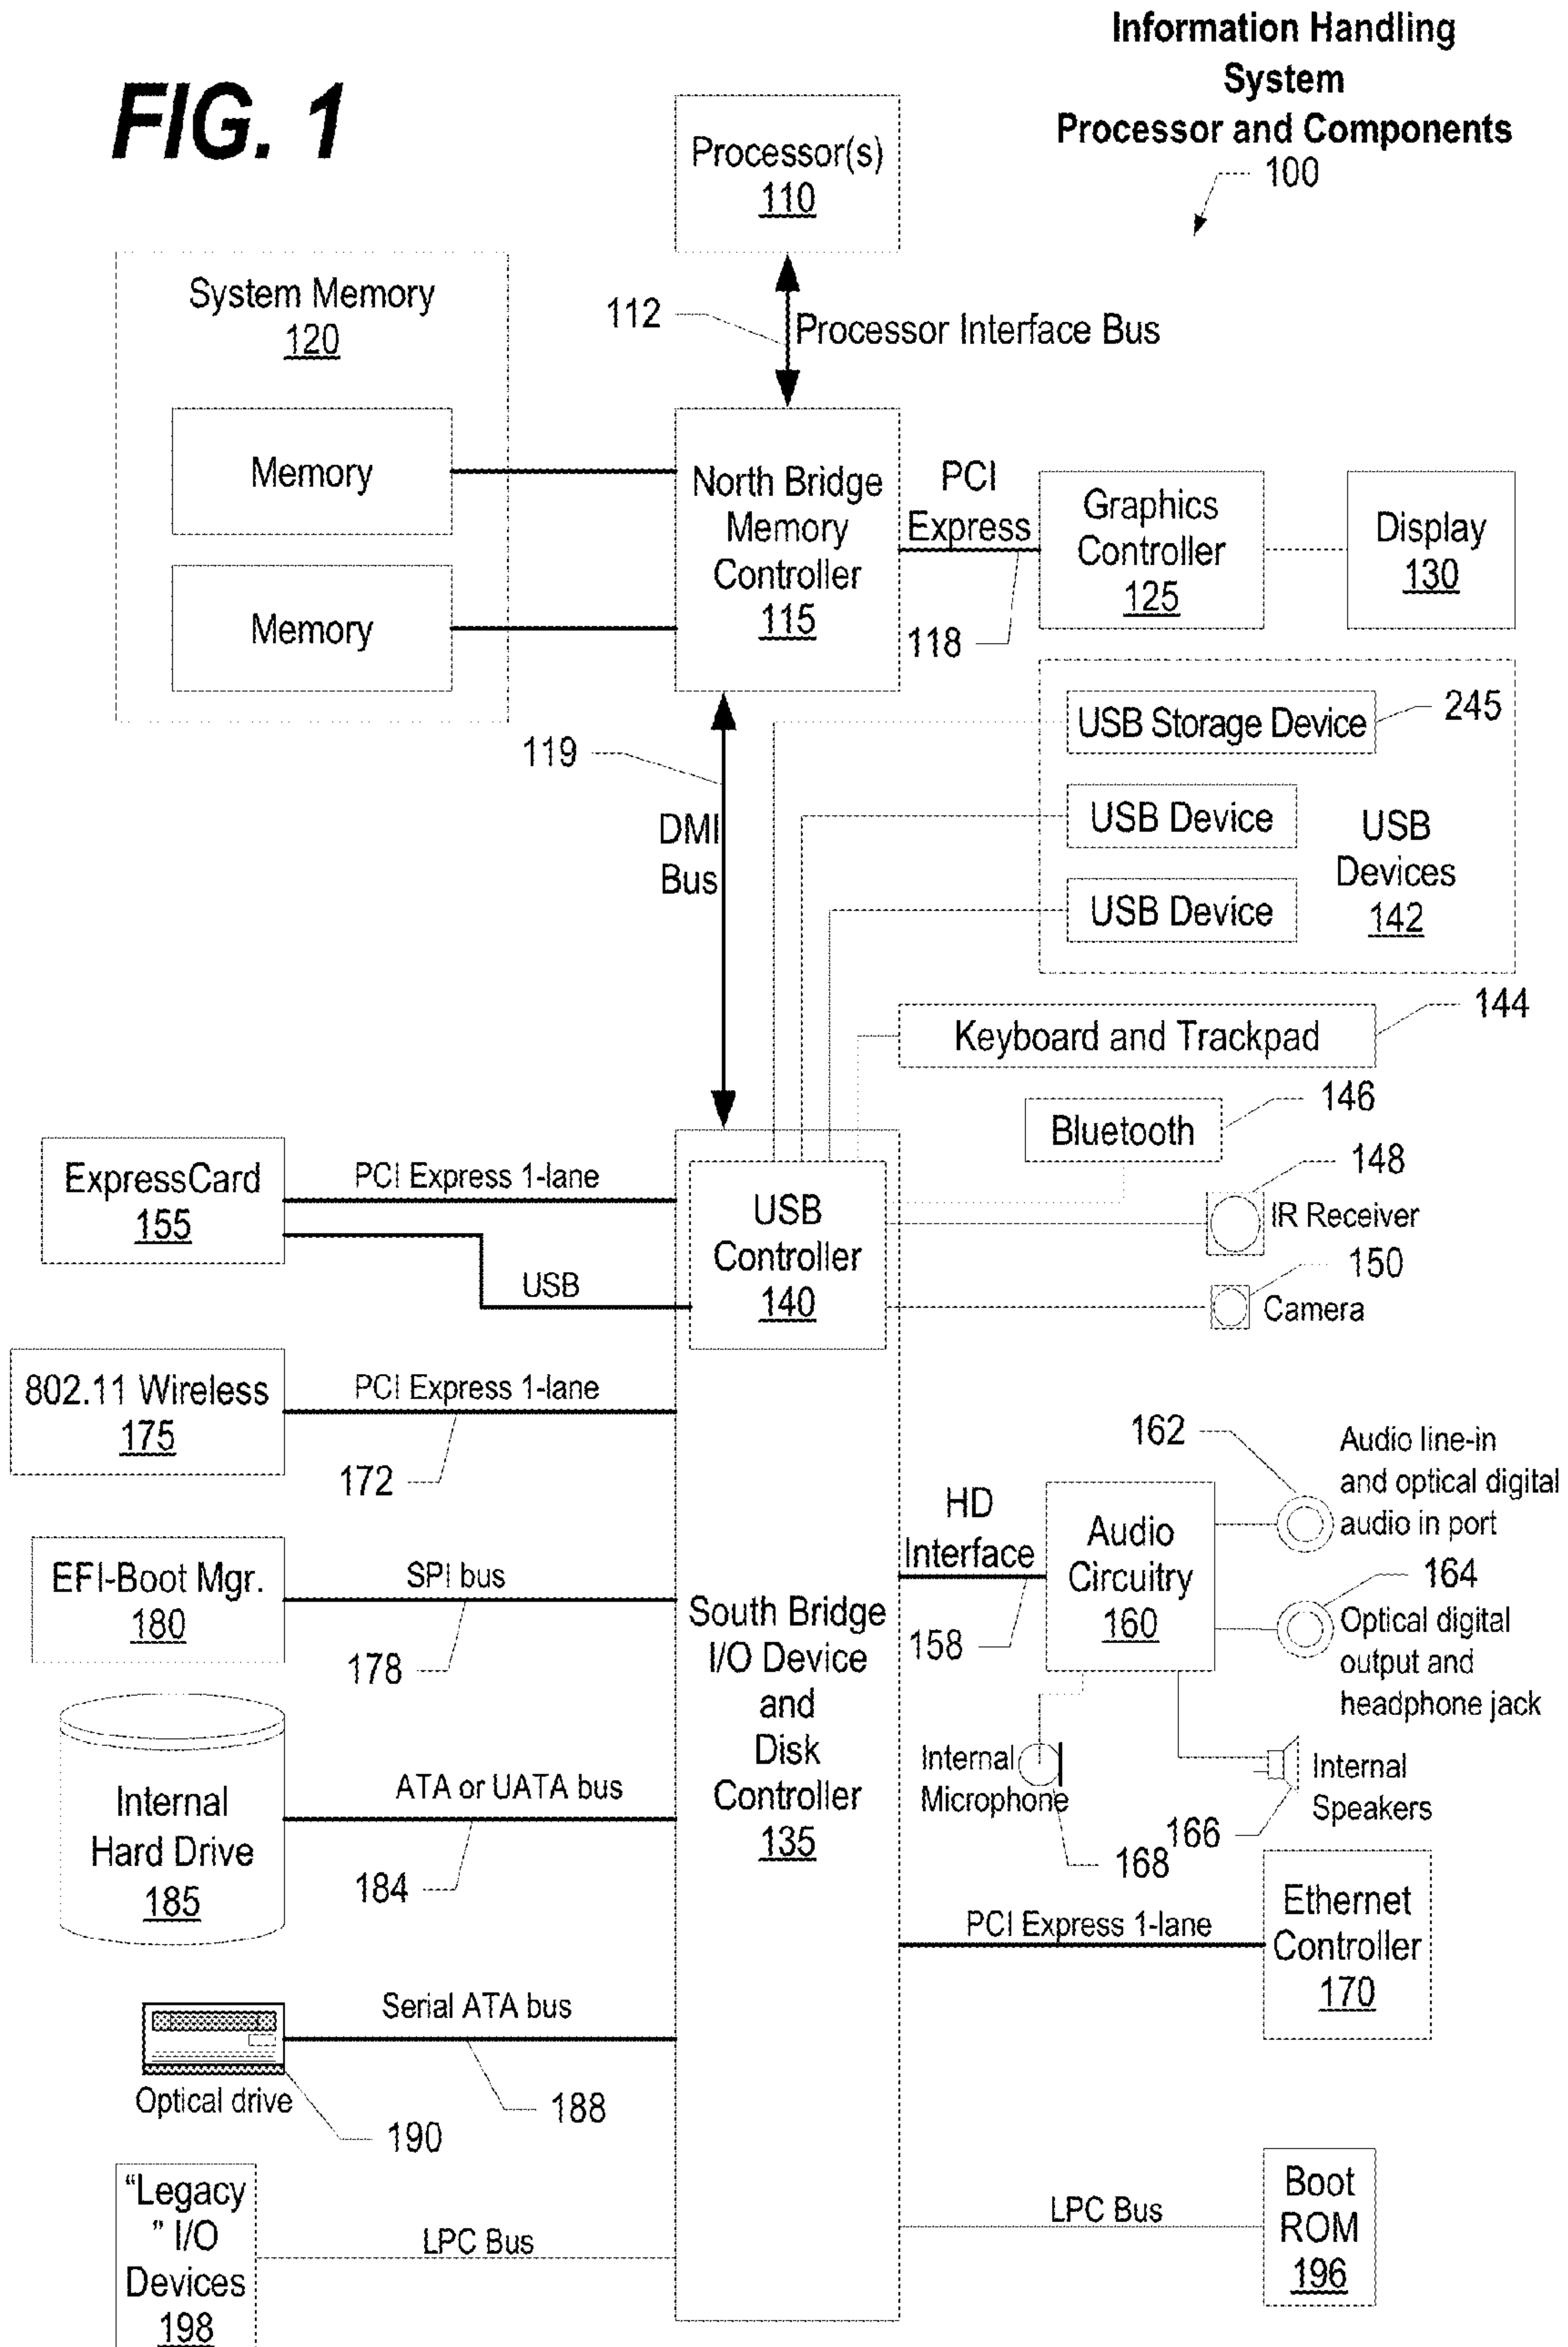 Information Handling
System
Processor and Components
100
FIG. 1
Processor(s)
110
112
Processor Interface Bus
System Memory
120
Memory
Memory
North Bridge
Memory
Controller
115
PCI
Express
118
Graphics
Controller
125
Display
130
119
DMI
Bus
USB Storage Device
245
USB Device
USB Device
USB
Devices
142
Keyboard and Trackpad
144
Bluetooth
146
148
IR Receiver
150
Camera
ExpressCard
155
PCI Express 1-lane
USB
USB
Controller
140
802.11 Wireless
175
PCI Express 1-lane
172
EFI-Boot Mgr.
180
SPI bus
178
South Bridge
I/O Device
and
Disk
Controller
135
HD
Interface
158
Audio
Circuitry
160
162
Audio line-in
and optical digital
audio in port
164
Optical digital
output and
headphone jack
Internal
Microphone
168
166
Internal
Speakers
Internal
Hard Drive
185
ATA or UATA bus
184
PCI Express 1-lane
Ethernet
Controller
170
Serial ATA bus
188
Optical drive
190
“Legacy
” I/O
Devices
198
LPC Bus
LPC Bus
Boot
ROM
196